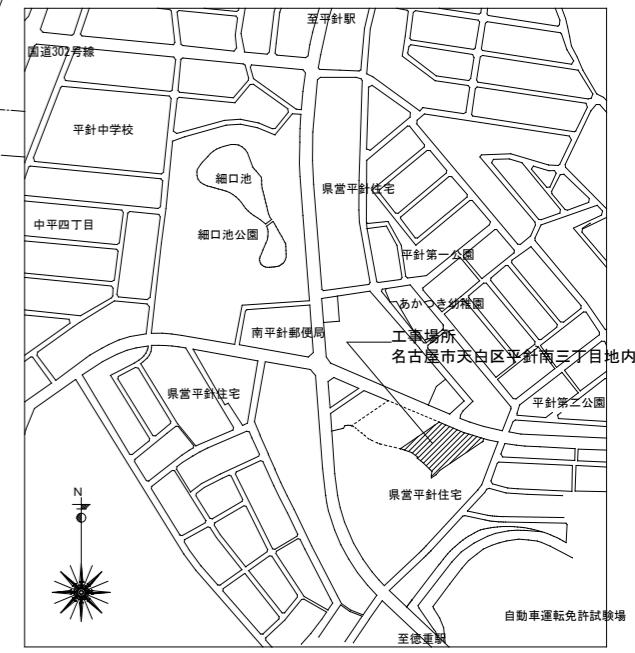 至平針駅
国道302号線
平針中学校
細口池
県営平針住宅
中平四丁目
細口池公園
平針第一公園
あかつき幼稚園
南平針郵便局
工事場所
名古屋市天白区平針南三丁目地内
県営平針住宅
平針第二公園
県営平針住宅
N
自動車運転免許試験場
至徳重駅